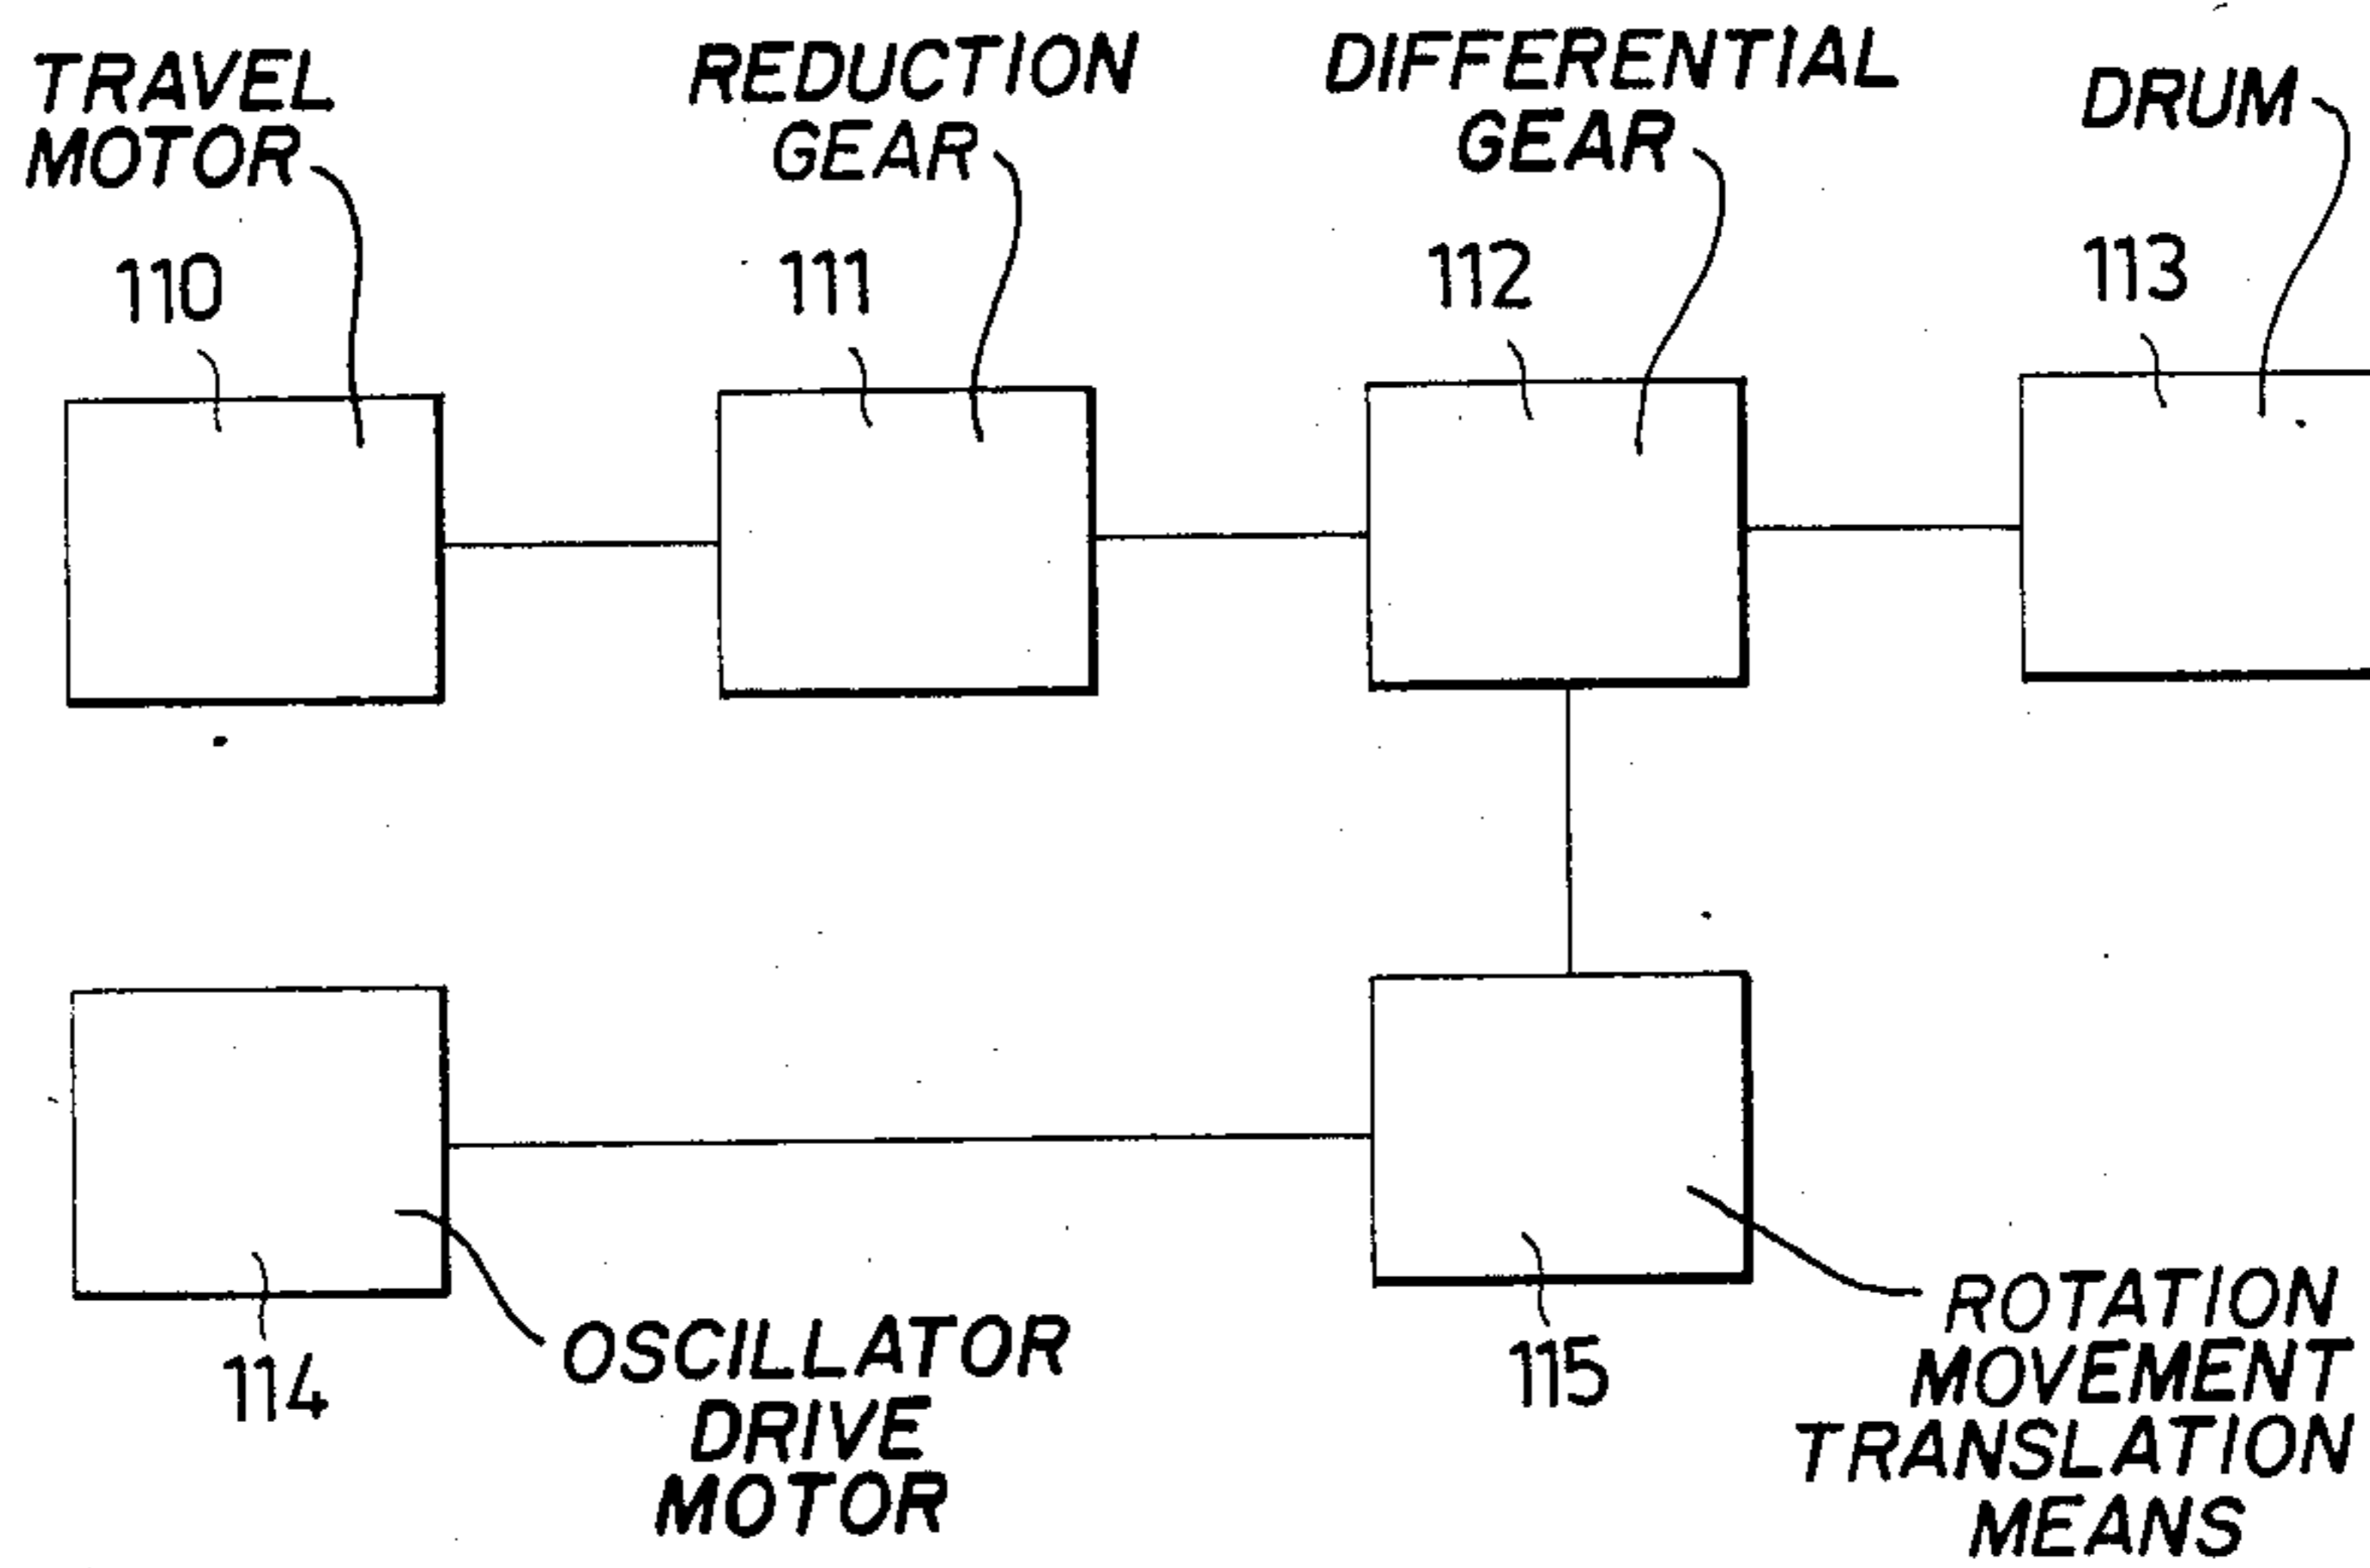 TRAVEL
MOTOR
110
REDUCTION
GEAR
111
DIFFERENTIAL
GEAR
112
DRUM
113
114
OSCILLATOR
DRIVE
MOTOR
115
ROTATION
MOVEMENT
TRANSLATION
MEANS